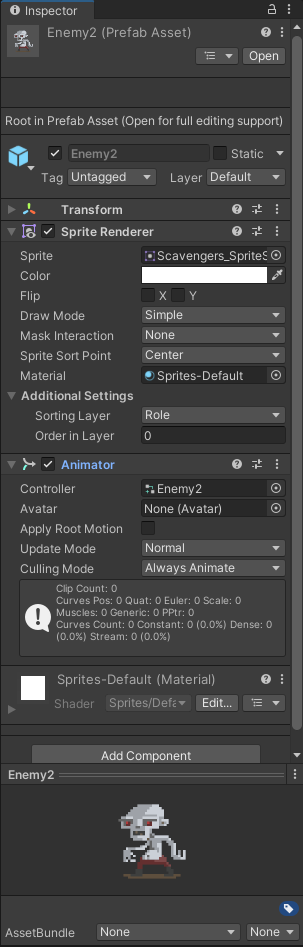 Inspector
Enemy2 (Prefab Asset)
Open
Root in Prefab Asset (Open for full editing support)
Enemy2 Static
Tag Untagged Layer Default
Transform
Sprite Renderer
Sprite Scavengers_SpriteS
Color
Flip X Y
Draw Mode Simple
Mask Interaction None
Sprite Sort Point Center
Material Sprites-Default
Additional Settings
Sorting Layer Role
Order in Layer 0
Animator
Controller Enemy2
Avatar None (Avatar)
Apply Root Motion
Update Mode Normal
Culling Mode Always Animate
Clip Count: 0
Curves Pos: 0 Quat: 0 Euler: 0 Scale: 0
Muscles: 0 Generic: 0 PPtr: 0
Curves Count: 0 Constant: 0 (0.0%) Dense: 0
(0.0%) Stream: 0 (0.0%)
Sprites-Default (Material)
Shader Sprites/Defa Edit...
Add Component
Enemy2
AssetBundle None None